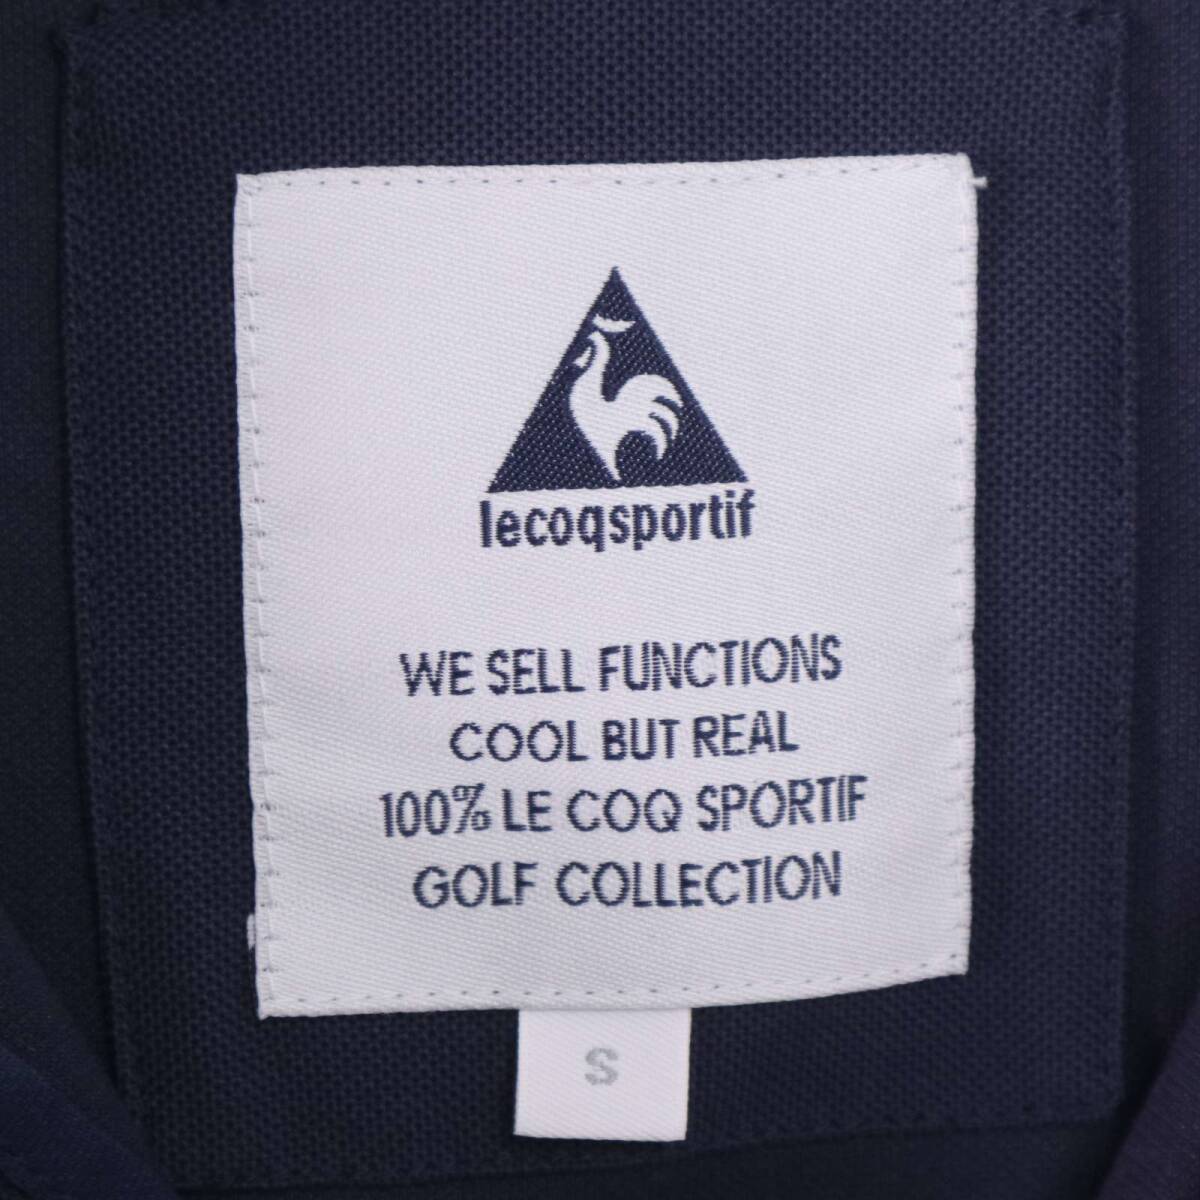 lecoqsportif
WE SELL FUNCTIONS
COOL BUT REAL
100% LE COQ SPORTIF
GOLF COLLECTION
S